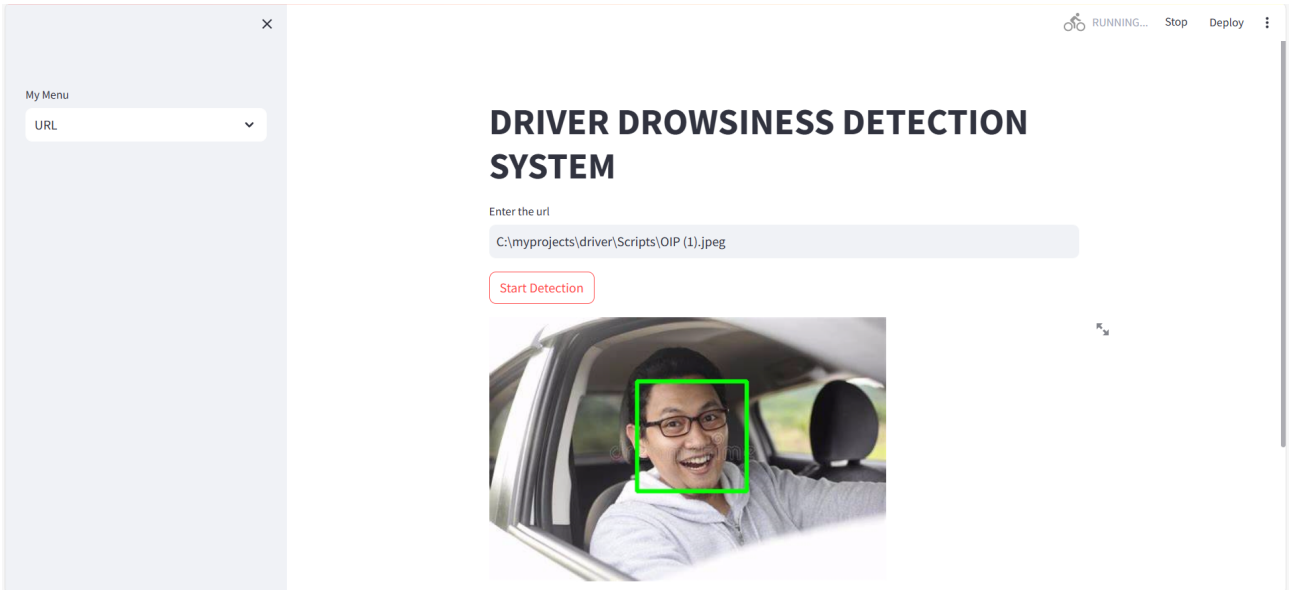 RUNNING... Stop Deploy
My Menu
URL
DRIVER DROWSINESS DETECTION
SYSTEM
Enter the url
C:\myprojects\driver\Scripts\OIP (1).jpeg
Start Detection